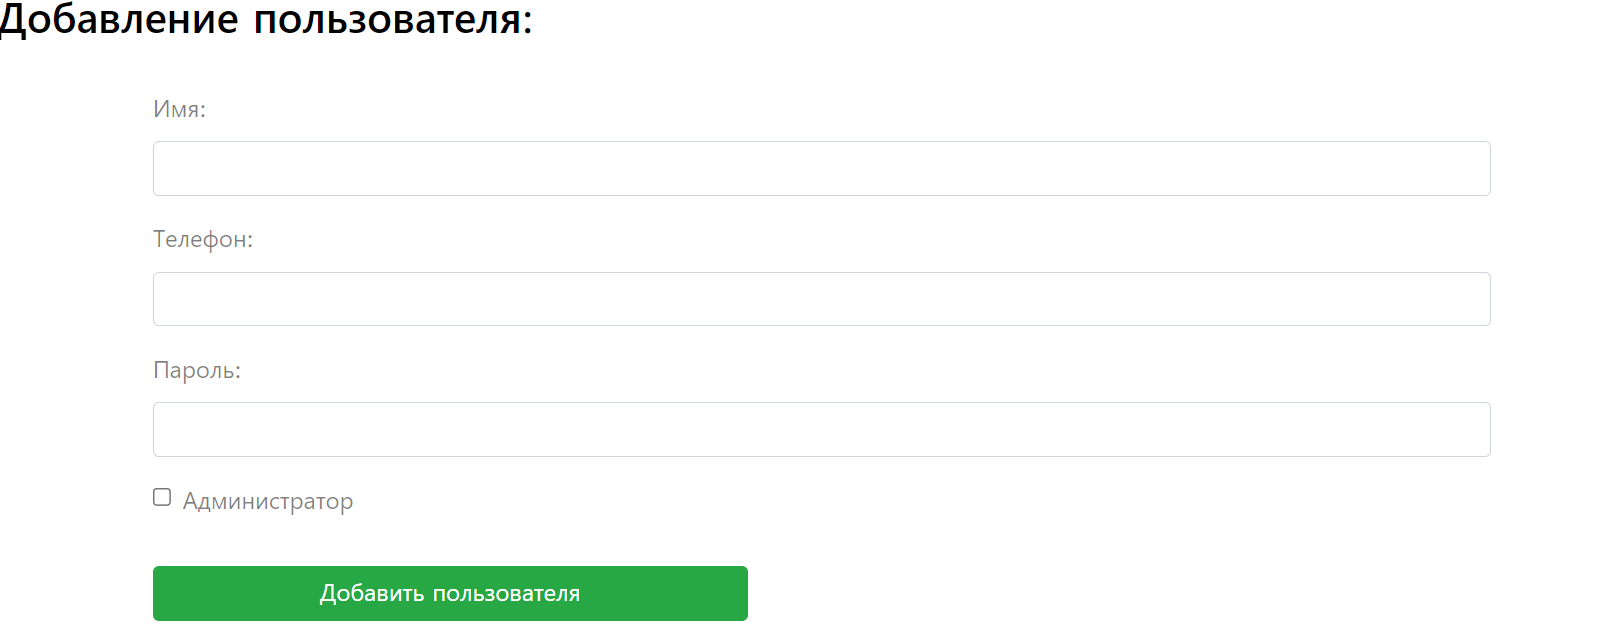 Добавление пользователя:
Имя:
Телефон:
Пароль:
Администратор
Добавить пользователя